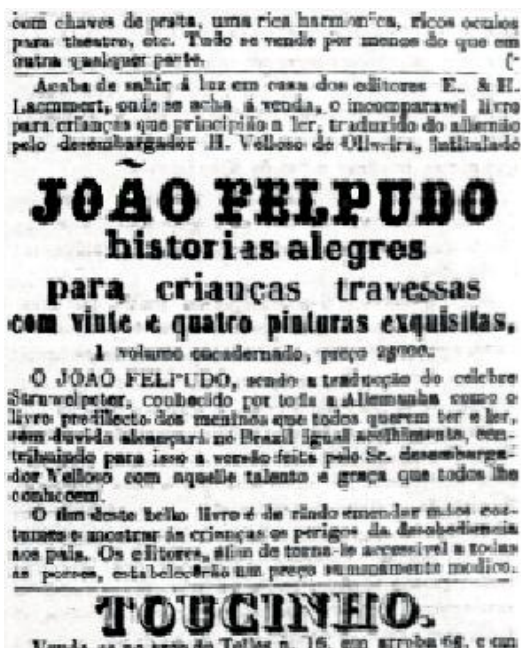 com chaves de prata, uma rica harmonica, ricos oculos
para theatro, etc. Tudo se vende por menos do que em
outra qualquer parte. (·
Acaba de sahir á luz em casa dos editores E. & H.
Laemmert, onde se acha á venda, o incomparavel livro
para crianças que principião a ler, traduzido do allemão
pelo desembargador H. Velloso de Oliveira, intitulado
JOÃO FELPUDO
historias alegres
para crianças travessas
com vinte e quatro pinturas exquisitas,
1 volume encadernado, preço
O JOÃO FELPUDO, sendo a traducção do celebre
Struwelpeter, conhecido por toda a Allemanha como o
livro predilecto dos meninos que todos querem ter e ler,
sem duvida alcançará no Brazil igual acolhimento, con-
tribuindo para isso a versão feita pelo Sr. desembarga-
dor Velloso com aquelle talento e graça que todos lhe
conhecem.
O fim deste bello livro é de rindo emendar máos cos-
tumes e mostrar ás crianças os perigos da desobediencia
aos pais. Os editores, afim de torna-lo accessivel a todas
as posses, estabelecêrão um preço summamente modico.
TOUCINHO.
Vende-se na n. 16, em arroba